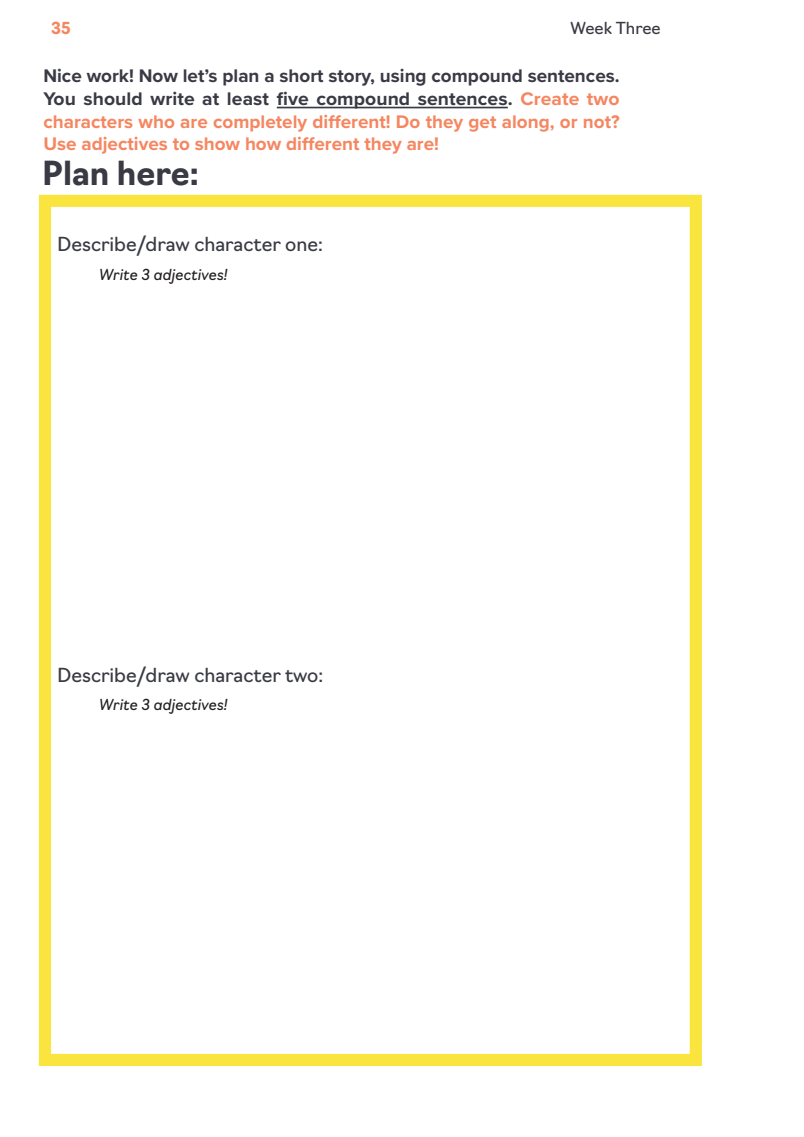 35
Week Three
Nice work! Now let’s plan a short story, using compound sentences.
You should write at least five compound sentences. Create two
characters who are completely different! Do they get along, or not?
Use adjectives to show how different they are!
Plan here:
Describe/draw character one:
Write 3 adjectives!
Describe/draw character two:
Write 3 adjectives!